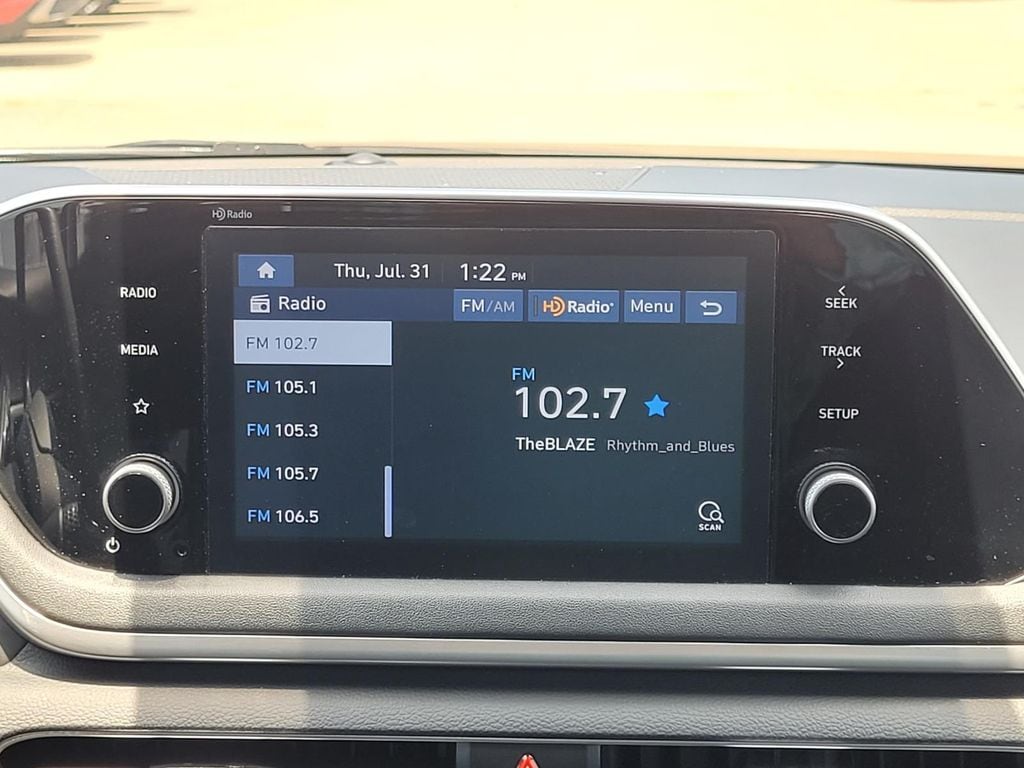 HD Radio
RADIO
MEDIA
Thu, Jul. 31 1:22 PM
Radio FM/AM HD Radio Menu
FM 102.7
FM 105.1
FM 105.3
FM 105.7
FM 106.5
FM
102.7
TheBLAZE Rhythm_and_Blues
SCAN
SEEK
TRACK
SETUP